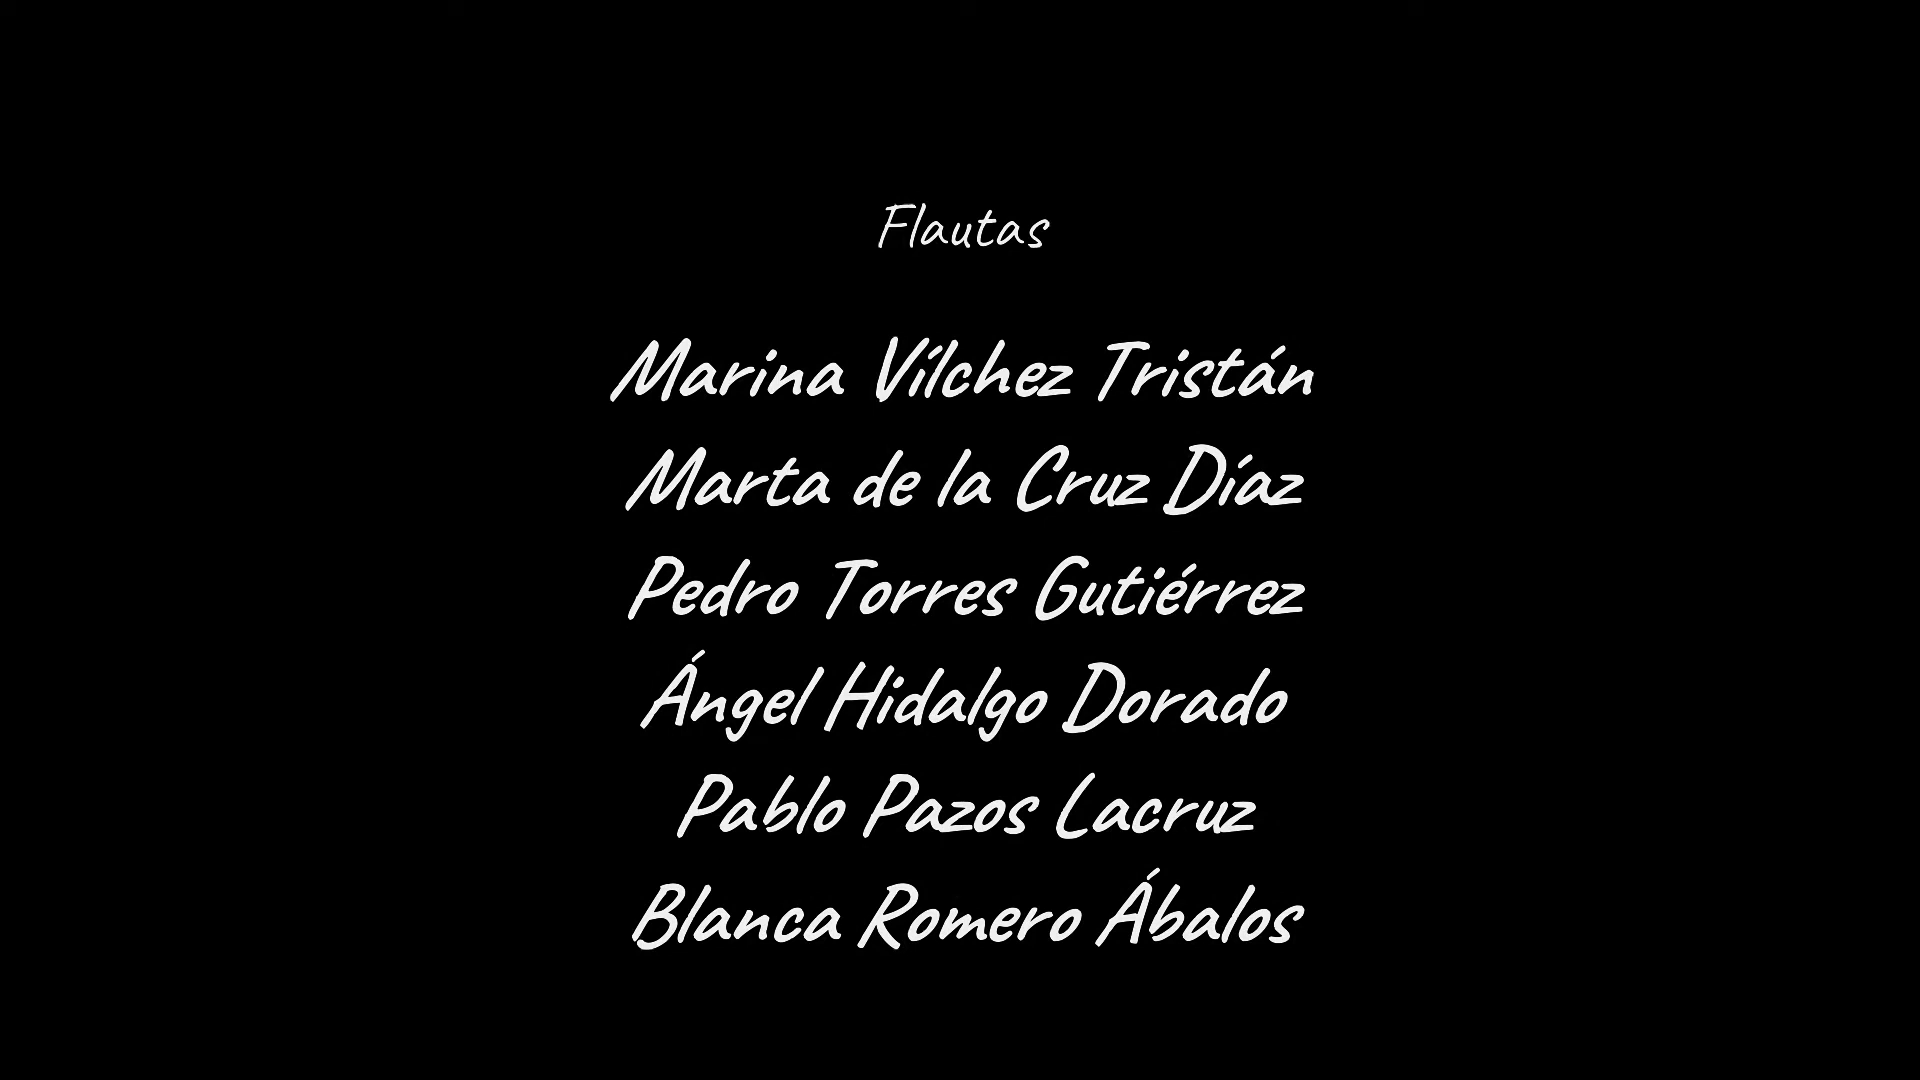 Flautas
Marina Vílchez Tristán
Marta de la Cruz Díaz
Pedro Torres Gutiérrez
Ángel Hidalgo Dorado
Pablo Pazos Lacruz
Blanca Romero Ábalos